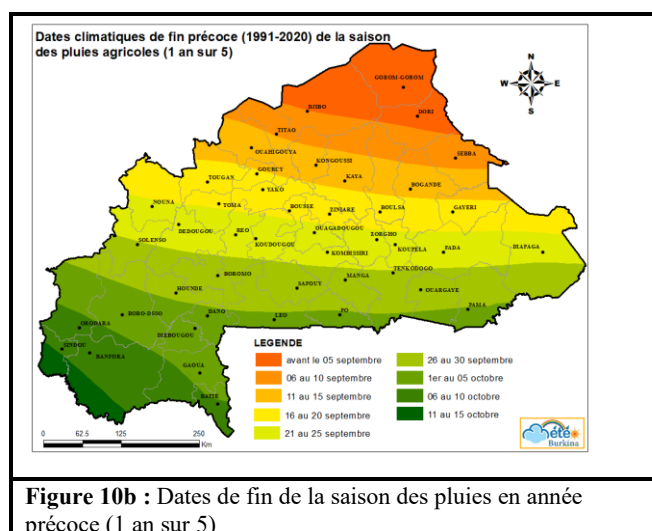 Dates climatiques de fin précoce (1991-2020) de la saison
des pluies agricoles (1 an sur 5)
N
W
E
S
GOROM-GOROM
DJIBO
DORI
TITAO
OUAHIGOUYA
SEBBA
KONGOUSSI
GOURCY
KAYA
TOUGAN
YAKO
BOGANDE
NOUNA
TOMA
BOUSSE
ZINIARE
BOULSA
GAYERI
DEDOUGOU
REO
OUAGADOUGOU
ZORGHO
SOLENSO
KOUDOUGOU
KOMBISSIRI
KOUPELA
FADA
DIAPAGA
BOROMO
MANGA
TENKODOGO
HOUNDE
SAPOUY
OUARGAYE
BOBO-DSSO
DANO
LEO
PO
PAMA
ORODARA
DIEBOUGOU
SINDOU
BANFORA
GAOUA
BATIE
LEGENDE
avant le 05 septembre
06 au 10 septembre
11 au 15 septembre
16 au 20 septembre
21 au 25 septembre
26 au 30 septembre
1er au 05 octobre
06 au 10 octobre
11 au 15 octobre
0 62.5 125 250
Km
météo
Burkina
Figure 10b : Dates de fin de la saison des pluies en année
précoce (1 an sur 5)